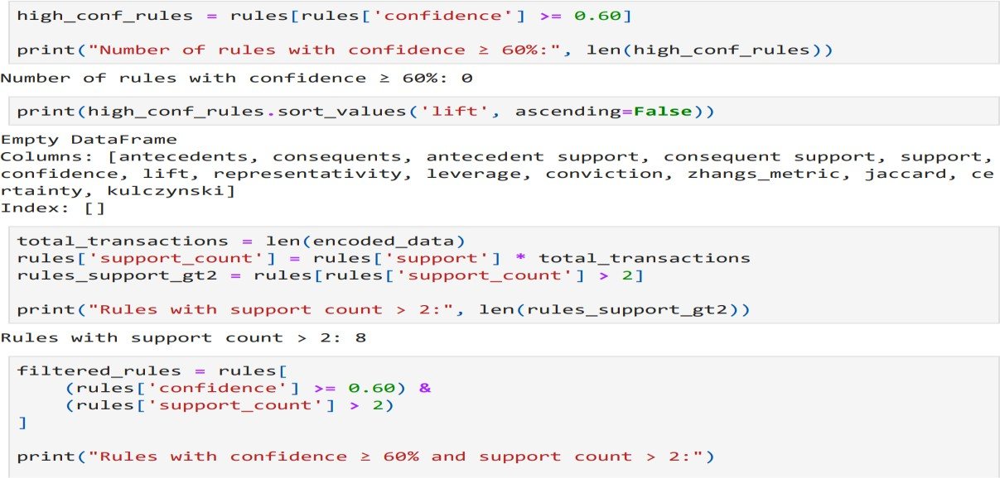 high_conf_rules = rules[rules['confidence'] >= 0.60]
print("Number of rules with confidence ≥ 60%:", len(high_conf_rules))
Number of rules with confidence ≥ 60%: 0
print(high_conf_rules.sort_values('lift', ascending=False))
Empty DataFrame
Columns: [antecedents, consequents, antecedent support, consequent support, support,
confidence, lift, representativity, leverage, conviction, zhangs_metric, jaccard, ce
rtainty, kulczynski]
Index: []
total_transactions = len(encoded_data)
rules['support_count'] = rules['support'] * total_transactions
rules_support_gt2 = rules[rules['support_count'] > 2]
print("Rules with support count > 2:", len(rules_support_gt2))
Rules with support count > 2: 8
filtered_rules = rules[
    (rules['confidence'] >= 0.60) &
    (rules['support_count'] > 2)
]
print("Rules with confidence ≥ 60% and support count > 2:")